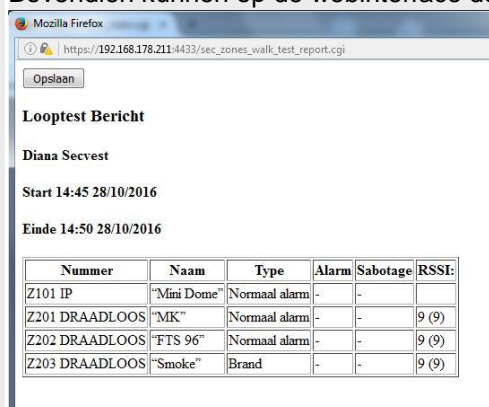 Bovendien kunnen op de webinterface de
Mozilla Firefox
https://192.168.178.211:4433/sec_zones_walk_test_report.cgi
Opslaan
Looptest Bericht
Diana Secvest
Start 14:45 28/10/2016
Einde 14:50 28/10/2016
Nummer Naam Type Alarm Sabotage RSSI:
Z101 IP “Mini Dome” Normaal alarm - -
Z201 DRAADLOOS “MK” Normaal alarm - - 9 (9)
Z202 DRAADLOOS “FTS 96” Normaal alarm - - 9 (9)
Z203 DRAADLOOS “Smoke” Brand - - 9 (9)